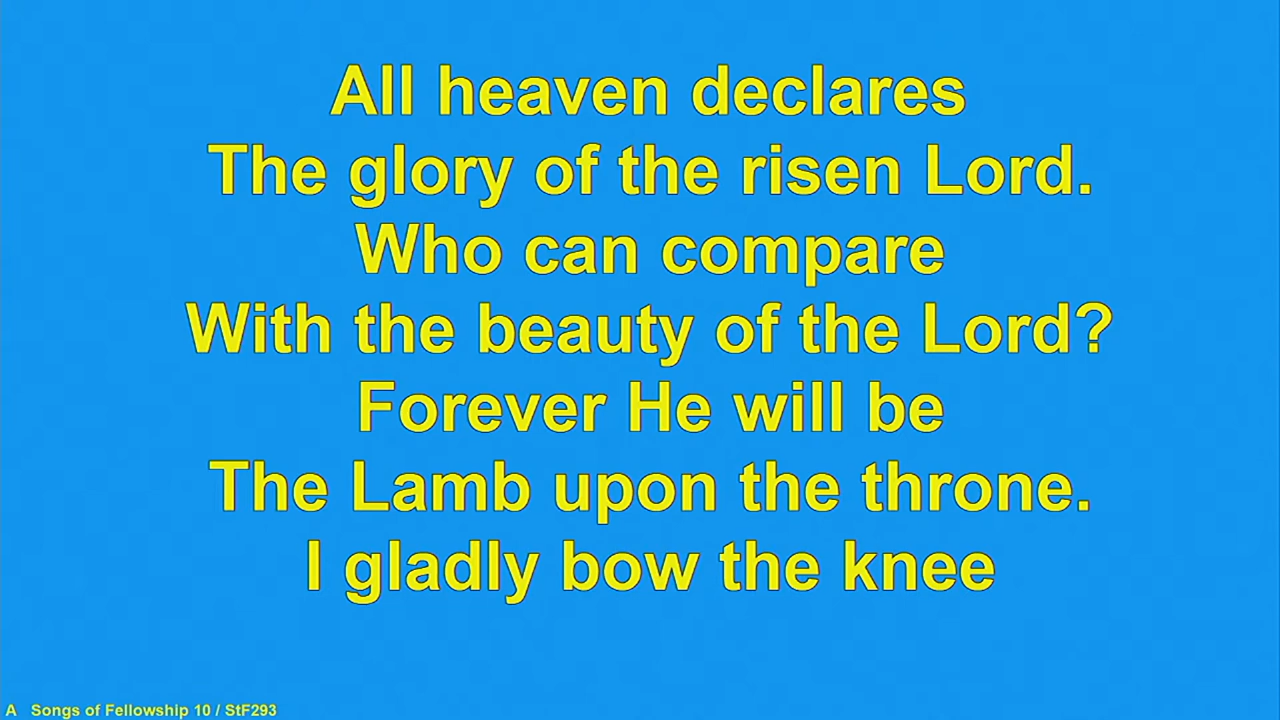 All heaven declares
The glory of the risen Lord.
Who can compare
With the beauty of the Lord?
Forever He will be
The Lamb upon the throne.
I gladly bow the knee
A Songs of Fellowship 10 / StF293